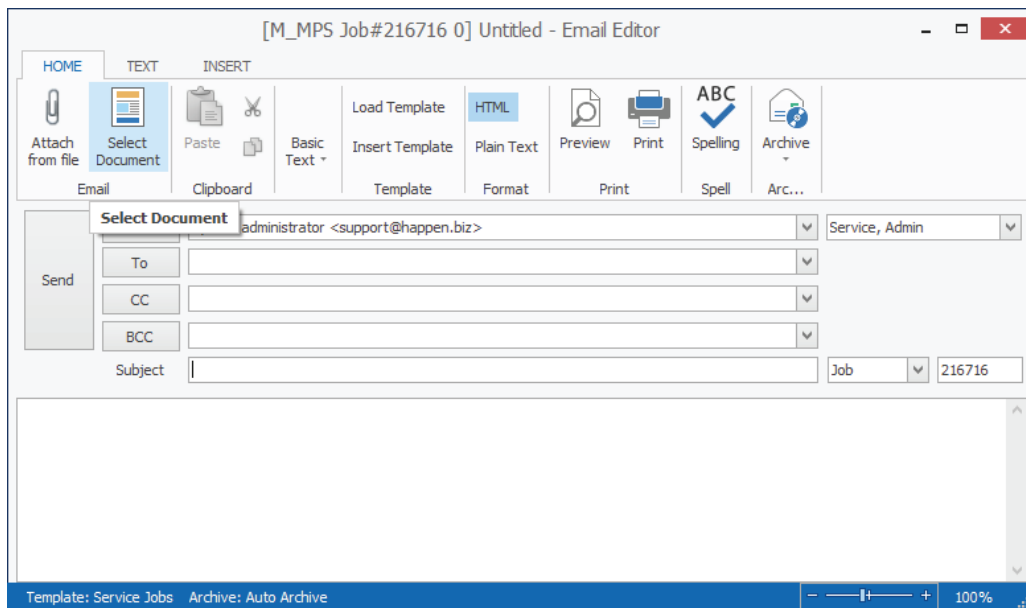 [M_MPS Job#216716 0] Untitled - Email Editor
HOME TEXT INSERT
Attach from file
Select Document
Paste
Basic Text
Load Template
Insert Template
HTML
Plain Text
Preview
Print
ABC
Spelling
Archive
Email Clipboard Template Format Print Spell Arc...
Select Document
administrator <support@happen.biz>
Service, Admin
Send
To
CC
BCC
Subject
Job
216716
Template: Service Jobs Archive: Auto Archive
100%